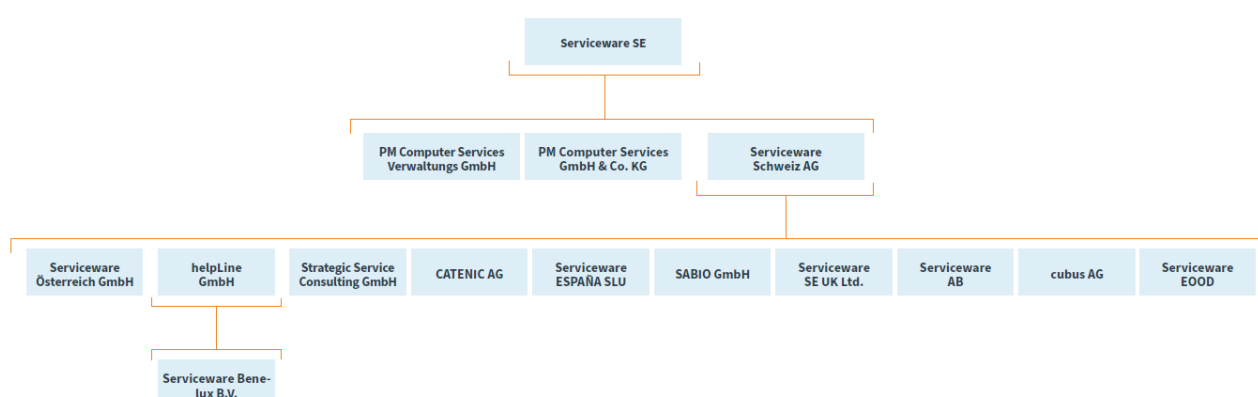 Serviceware SE
PM Computer Services
Verwaltungs GmbH
PM Computer Services
GmbH & Co. KG
Serviceware
Schweiz AG
Serviceware
Österreich GmbH
helpLine
GmbH
Strategic Service
Consulting GmbH
CATENIC AG
Serviceware
ESPAÑA SLU
SABIO GmbH
Serviceware
SE UK Ltd.
Serviceware
AB
cubus AG
Serviceware
EOOD
Serviceware Bene-
lux B.V.